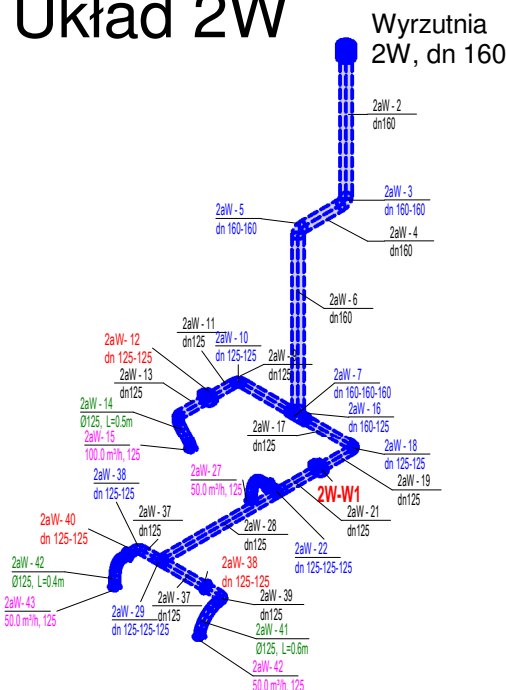 Układ 2W
Wyrzutnia
2W, dn 160
2aW - 2
dn160
2aW - 3
dn 160-160
2aW - 5
dn 160-160
2aW - 4
dn160
2aW - 6
dn160
2aW - 11
dn125
2aW - 10
dn 125-125
2aW- 12
dn 125-125
dn125
2aW - 13
dn125
2aW - 7
dn 160-160-160
2aW - 14
Ø125, L=0.5m
2aW - 16
dn 160-125
2aW- 15
100.0 m³/h, 125
2aW - 17
dn125
2aW - 18
dn 125-125
2aW - 38
dn 125-125
2aW - 27
50.0 m³/h, 125
2aW - 19
dn125
2W-W1
2aW - 21
dn125
2aW- 40
dn 125-125
2aW - 37
dn125
2aW - 28
dn125
2aW - 22
dn 125-125-125
2aW - 42
Ø125, L=0.4m
2aW- 38
dn 125-125
2aW- 43
50.0 m³/h, 125
2aW - 29
dn 125-125-125
2aW - 37
dn125
2aW - 39
dn125
2aW - 41
Ø125, L=0.6m
2aW- 42
50.0 m³/h, 125